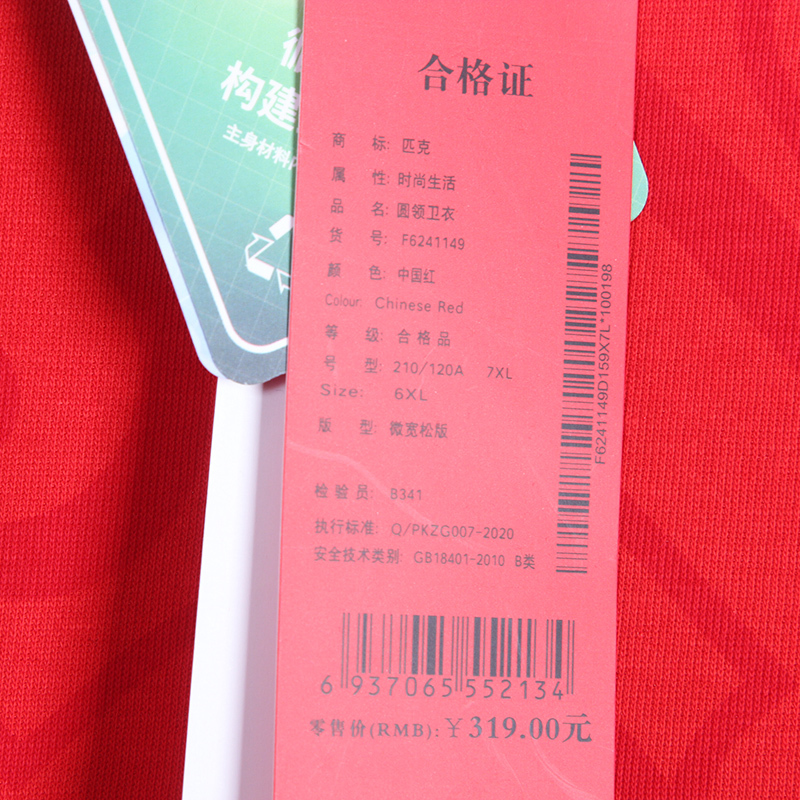 构建
主身材料
合格证
商 标: 匹克
属 性: 时尚生活
品 名: 圆领卫衣
货 号: F6241149
颜 色: 中国红
Colour: Chinese Red
等 级: 合格品
号 型: 210/120A 7XL
Size: 6XL
版 型: 微宽松版
检验员: B341
执行标准: Q/PKZG007-2020
安全技术类别: GB18401-2010 B类
F6241149D159X7L*100198
6 937065 552134
零售价(RMB): ¥319.00元